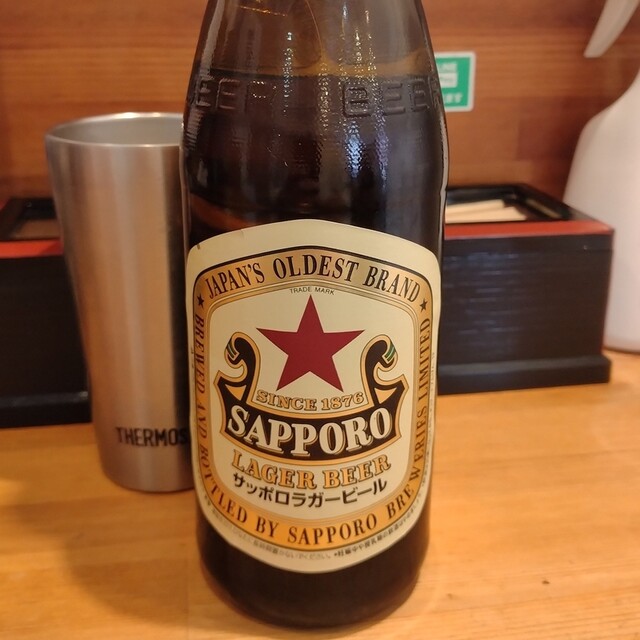 BEER BEER
JAPAN'S OLDEST BRAND
TRADE MARK
SINCE 1876
SAPPORO
LAGER BEER
サッポロラガービール
BREWED AND BOTTLED BY SAPPORO BREWERIES LIMITED
THERMOS